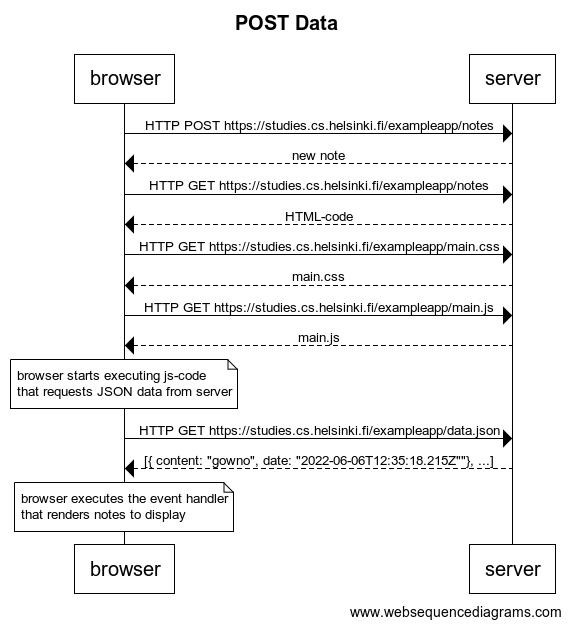 POST Data
browser
server
HTTP POST https://studies.cs.helsinki.fi/exampleapp/notes
new note
HTTP GET https://studies.cs.helsinki.fi/exampleapp/notes
HTML-code
HTTP GET https://studies.cs.helsinki.fi/exampleapp/main.css
main.css
HTTP GET https://studies.cs.helsinki.fi/exampleapp/main.js
main.js
browser starts executing js-code
that requests JSON data from server
HTTP GET https://studies.cs.helsinki.fi/exampleapp/data.json
[{ content: "gowno", date: "2022-06-06T12:35:18.215Z""}, ...]
browser executes the event handler
that renders notes to display
browser
server
www.websequencediagrams.com